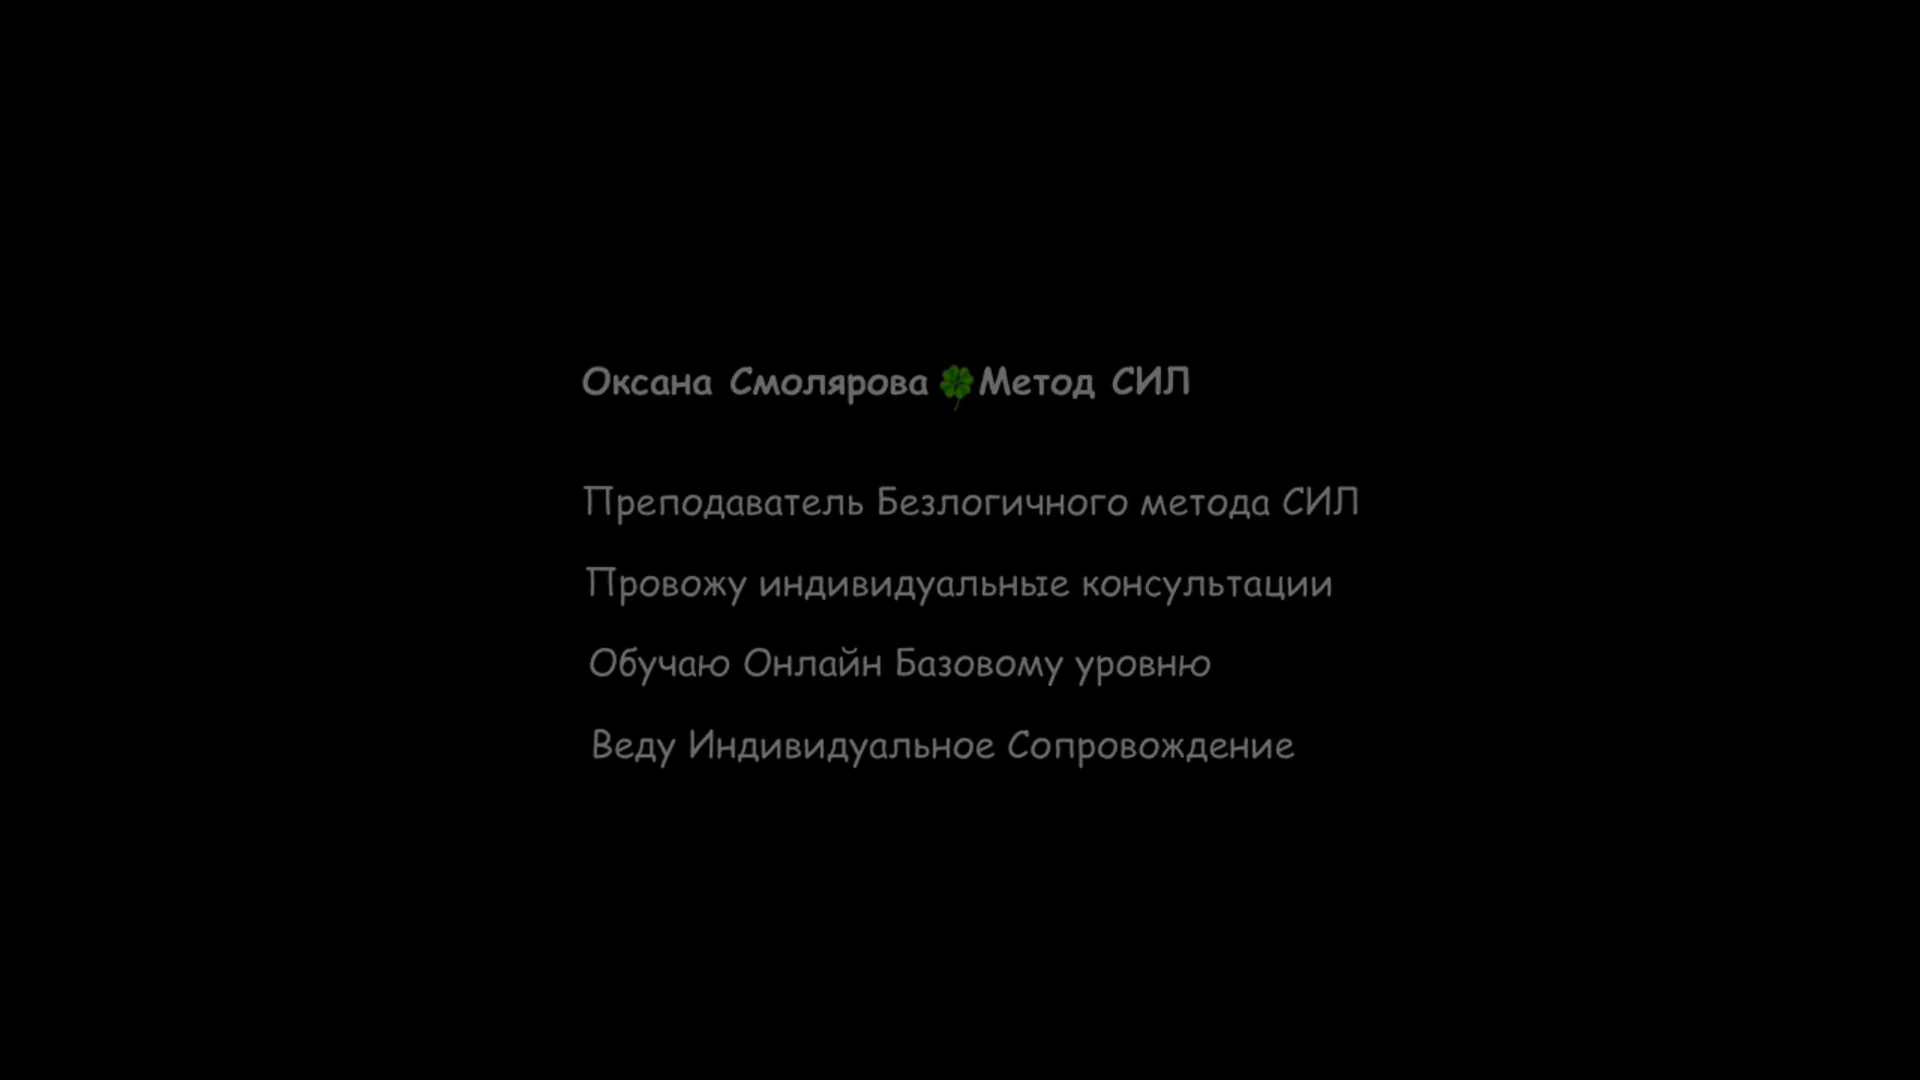 Оксана Смолярова🍀Метод СИЛ
Преподаватель Безлогичного метода СИЛ
Провожу индивидуальные консультации
Обучаю Онлайн Базовому уровню
Веду Индивидуальное Сопровождение